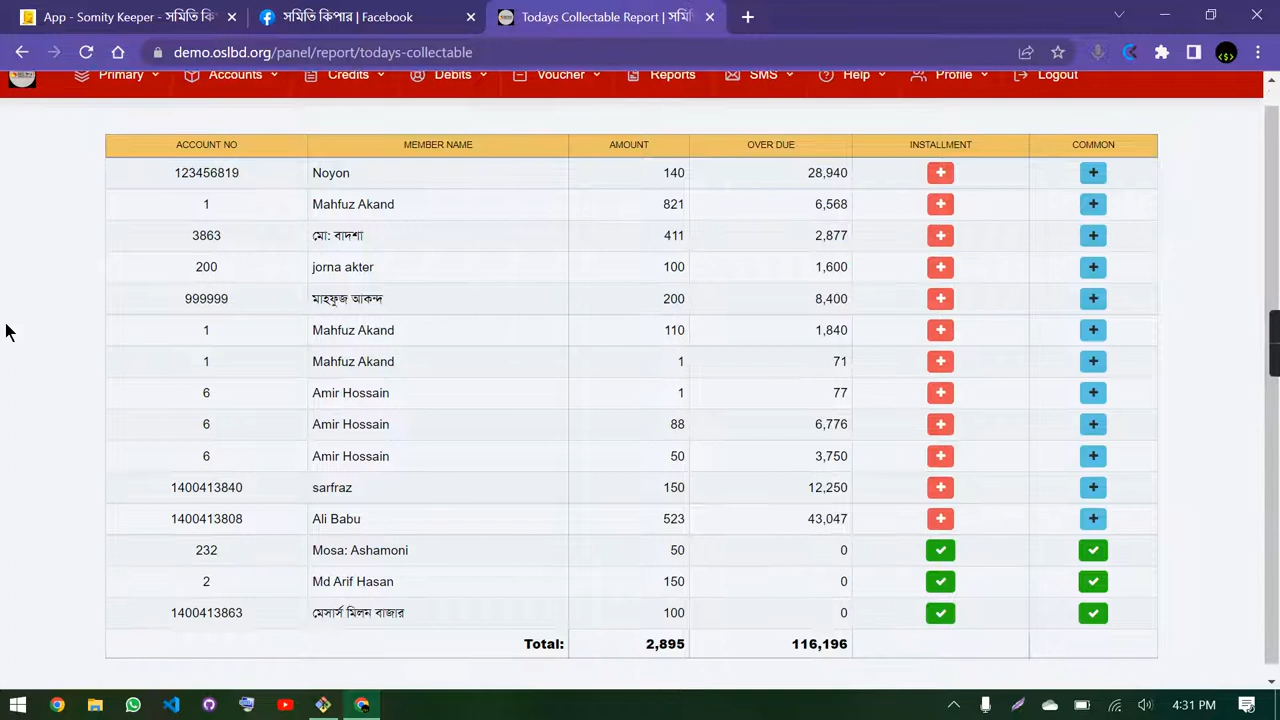 App - Somity Keeper - সমিতি কি
সমিতি কিপার | Facebook
Todays Collectable Report | সমি
demo.oslbd.org/panel/report/todays-collectable
Primary Accounts Credits Debits Voucher Reports SMS Help Profile Logout
ACCOUNT NO MEMBER NAME AMOUNT OVER DUE INSTALLMENT COMMON
123456819 Noyon 140 28,940
1 Mahfuz Akand 821 6,568
3863 মো: বাদশা 411 2,877
200 jorna akter 100 1,600
999999 মাহফুজ আকন্দ 200 8,400
1 Mahfuz Akand 110 1,840
1 Mahfuz Akand 1 71
6 Amir Hossain 1 77
6 Amir Hossain 88 6,776
6 Amir Hossain 50 3,750
1400413840 sarfraz 150 12,250
1400413808 Ali Babu 523 43,047
232 Mosa: Ashamoni 50 0
2 Md Arif Hasan 150 0
1400413863 মেসার্স মিলন বাজার 100 0
Total: 2,895 116,196
4:31 PM